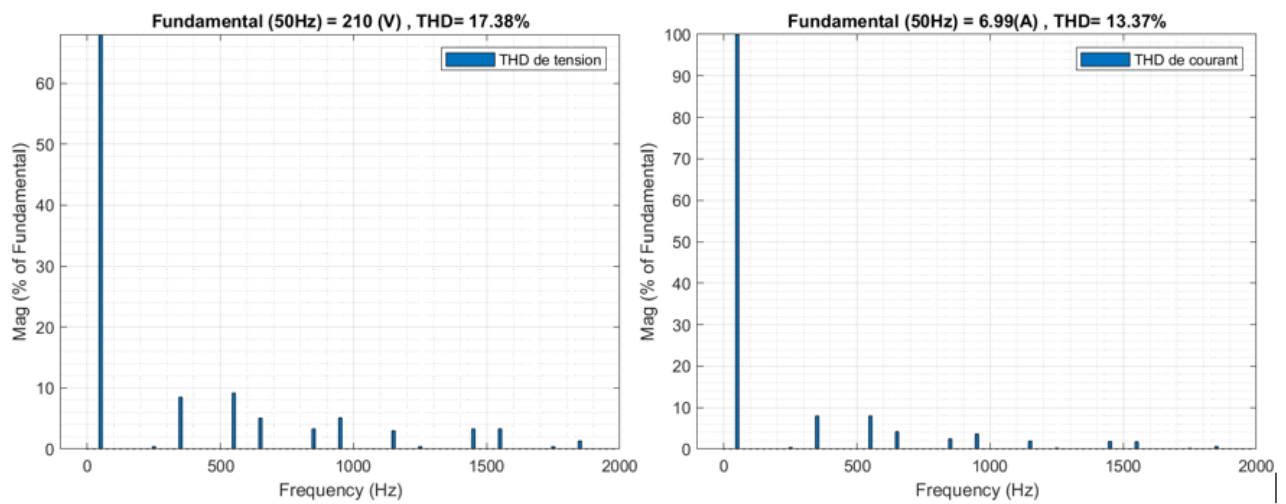 Fundamental (50Hz) = 210 (V) , THD= 17.38%
THD de tension
Mag (% of Fundamental)
60
50
40
30
20
10
0
0 500 1000 1500 2000
Frequency (Hz)
Fundamental (50Hz) = 6.99(A) , THD= 13.37%
THD de courant
Mag (% of Fundamental)
100
90
80
70
60
50
40
30
20
10
0
0 500 1000 1500 2000
Frequency (Hz)